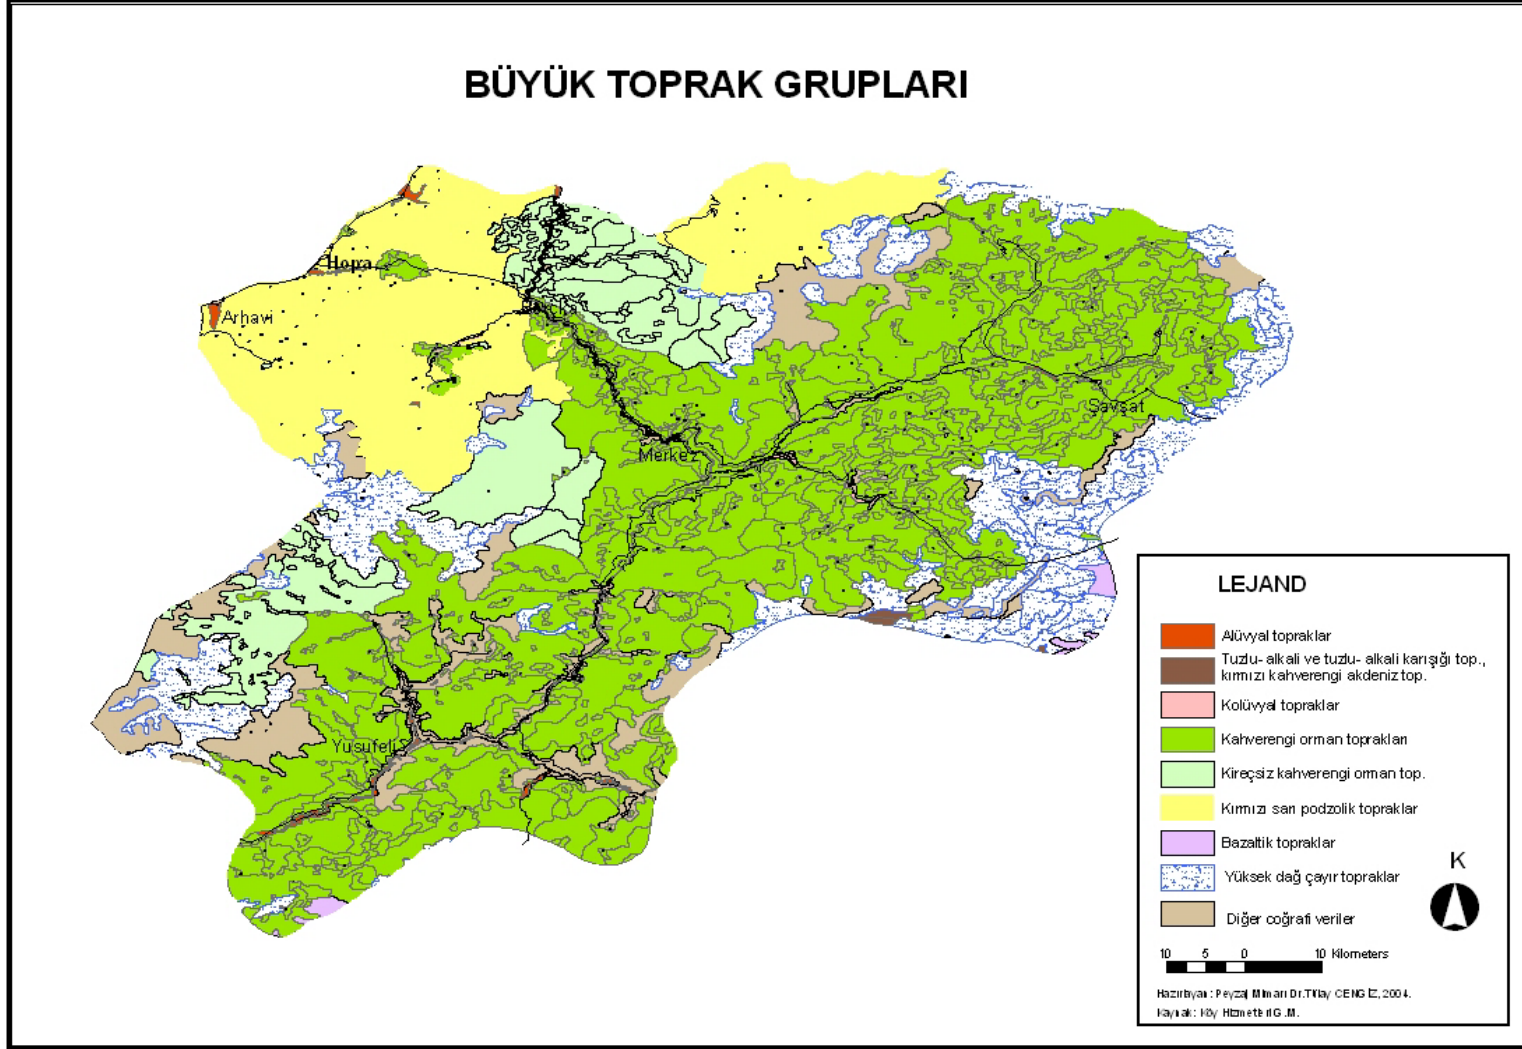 BÜYÜK TOPRAK GRUPLARI
Hopa
Arhavi
Merkez
Şavşat
Yusufeli
LEJAND
Alüvyal topraklar
Tuzlu- alkali ve tuzlu- alkali karışığı top.,
kırmızı kahverengi akdeniz top.
Kolüvyal topraklar
Kahverengi orman toprakları
Kireçsiz kahverengi orman top.
Kırmızı sarı podzolik topraklar
Bazaltik topraklar
Yüksek dağ çayır topraklar
Diğer coğrafi veriler
K
10 5 0 10 Kilometers
Hazırlayan: Peyzaj Mimarı Dr.Tülay CENGİZ, 2004.
Kaynak: Köy Hizmetleri G.M.